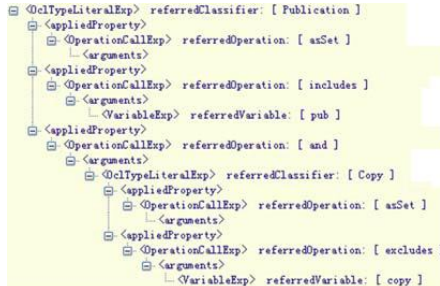 <OclTypeLiteralExp> referredClassifier: [ Publication ]
<appliedProperty>
<OperationCallExp> referredOperation: [ asSet ]
<arguments>
<appliedProperty>
<OperationCallExp> referredOperation: [ includes ]
<arguments>
<VariableExp> referredVariable: [ pub ]
<appliedProperty>
<OperationCallExp> referredOperation: [ and ]
<arguments>
<OclTypeLiteralExp> referredClassifier: [ Copy ]
<appliedProperty>
<OperationCallExp> referredOperation: [ asSet ]
<arguments>
<appliedProperty>
<OperationCallExp> referredOperation: [ excludes ]
<arguments>
<VariableExp> referredVariable: [ copy ]